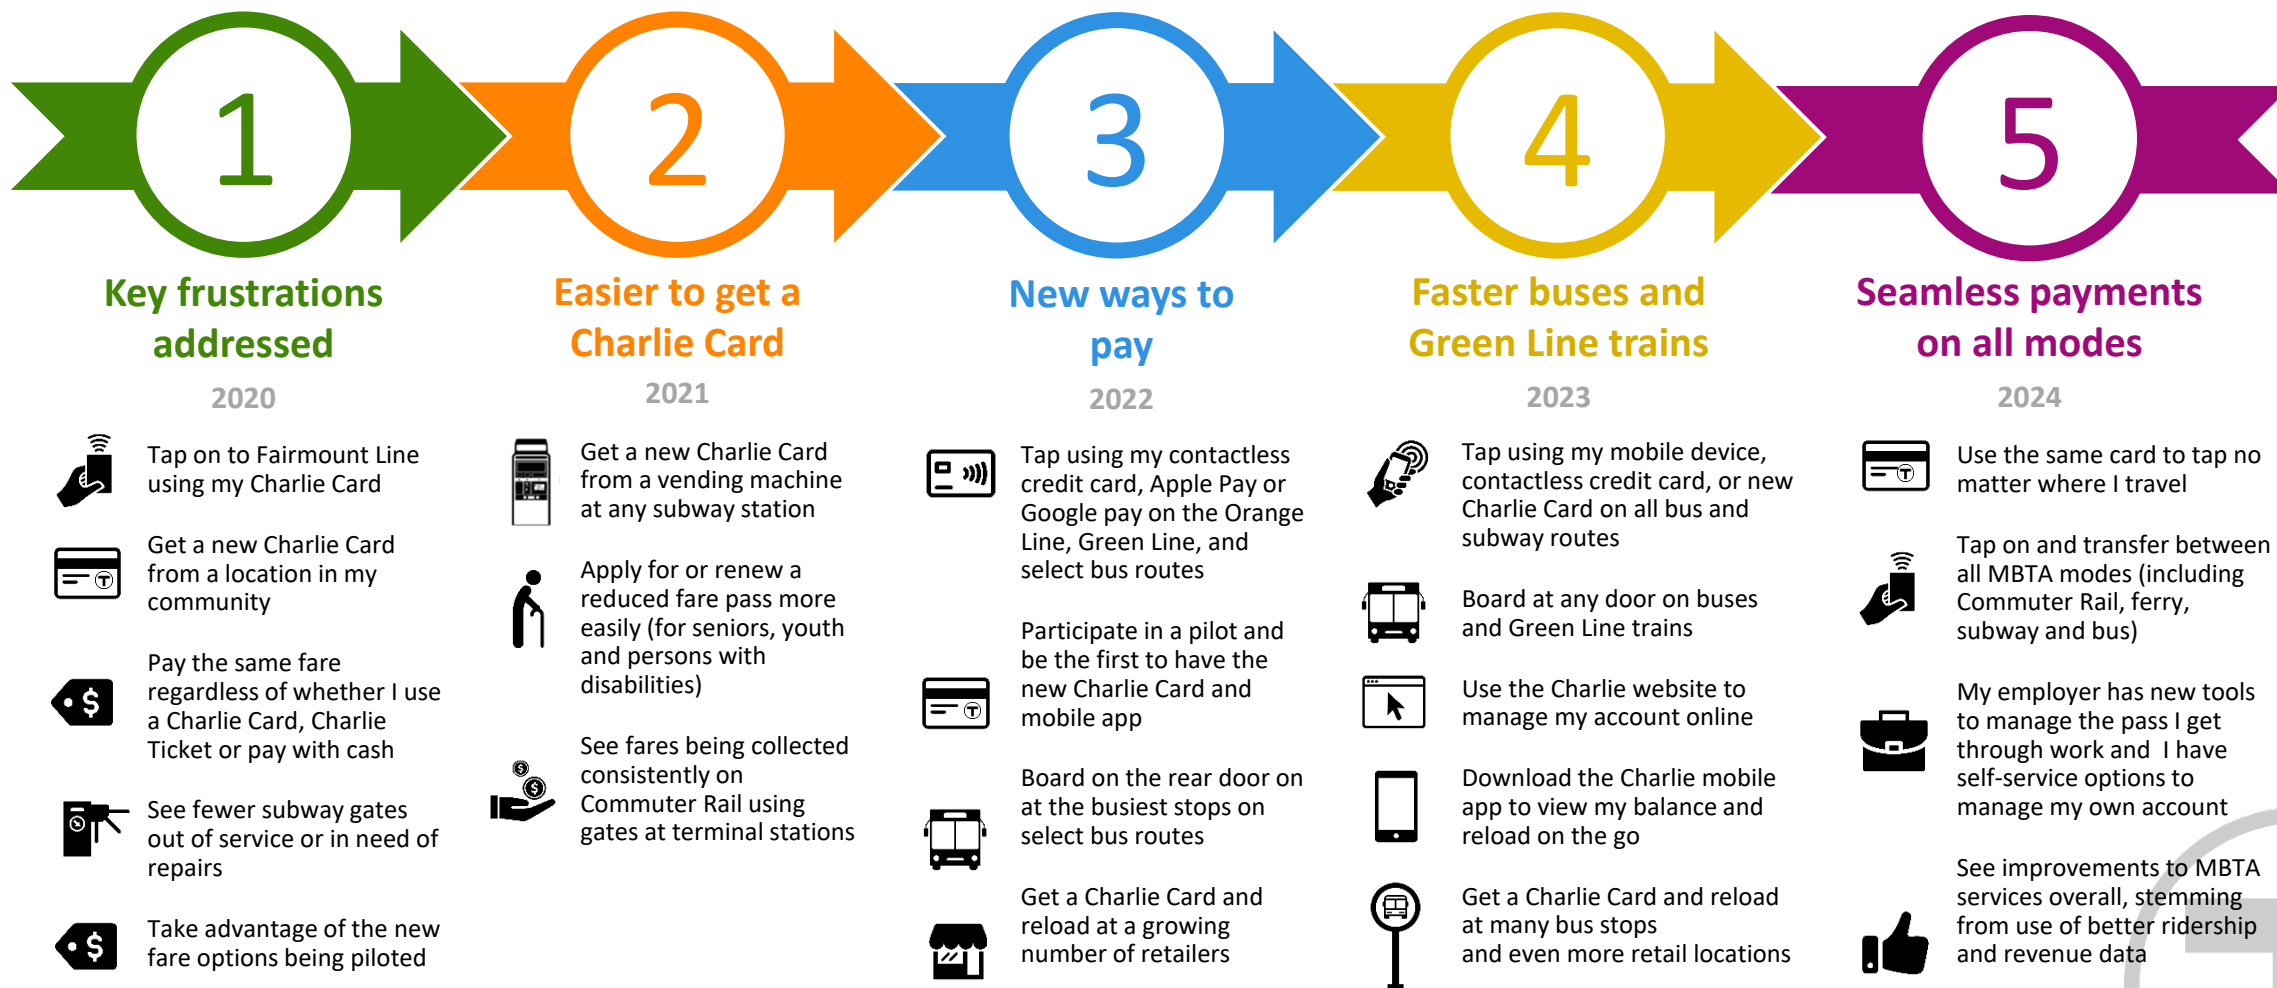 1
Key frustrations
addressed
2020
Tap on to Fairmount Line
using my Charlie Card
Get a new Charlie Card
from a location in my
community
Pay the same fare
regardless of whether I use
a Charlie Card, Charlie
Ticket or pay with cash
See fewer subway gates
out of service or in need of
repairs
Take advantage of the new
fare options being piloted
2
Easier to get a
Charlie Card
2021
Get a new Charlie Card
from a vending machine
at any subway station
Apply for or renew a
reduced fare pass more
easily (for seniors, youth
and persons with
disabilities)
See fares being collected
consistently on
Commuter Rail using
gates at terminal stations
3
New ways to
pay
2022
Tap using my contactless
credit card, Apple Pay or
Google pay on the Orange
Line, Green Line, and
select bus routes
Participate in a pilot and
be the first to have the
new Charlie Card and
mobile app
Board on the rear door on
at the busiest stops on
select bus routes
Get a Charlie Card and
reload at a growing
number of retailers
4
Faster buses and
Green Line trains
2023
Tap using my mobile device,
contactless credit card, or new
Charlie Card on all bus and
subway routes
Board at any door on buses
and Green Line trains
Use the Charlie website to
manage my account online
Download the Charlie mobile
app to view my balance and
reload on the go
Get a Charlie Card and reload
at many bus stops
and even more retail locations
5
Seamless payments
on all modes
2024
Use the same card to tap no
matter where I travel
Tap on and transfer between
all MBTA modes (including
Commuter Rail, ferry,
subway and bus)
My employer has new tools
to manage the pass I get
through work and  I have
self-service options to
manage my own account
See improvements to MBTA
services overall, stemming
from use of better ridership
and revenue data